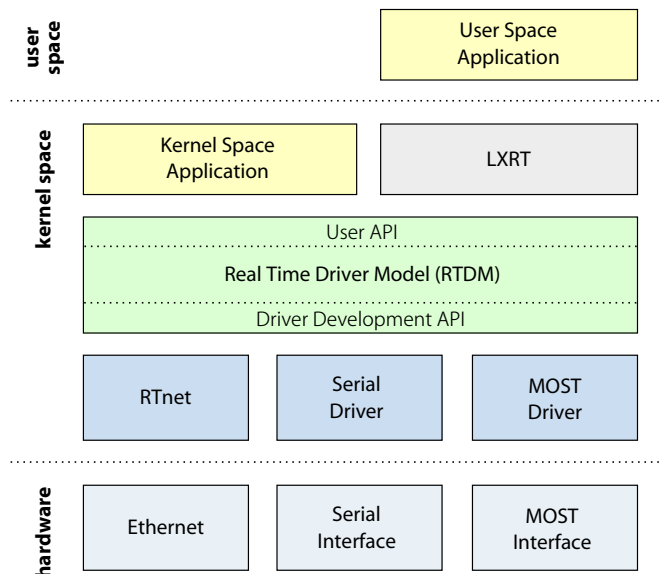 user
space
User Space
Application
kernel space
Kernel Space
Application
LXRT
User API
Real Time Driver Model (RTDM)
Driver Development API
RTnet
Serial
Driver
MOST
Driver
hardware
Ethernet
Serial
Interface
MOST
Interface